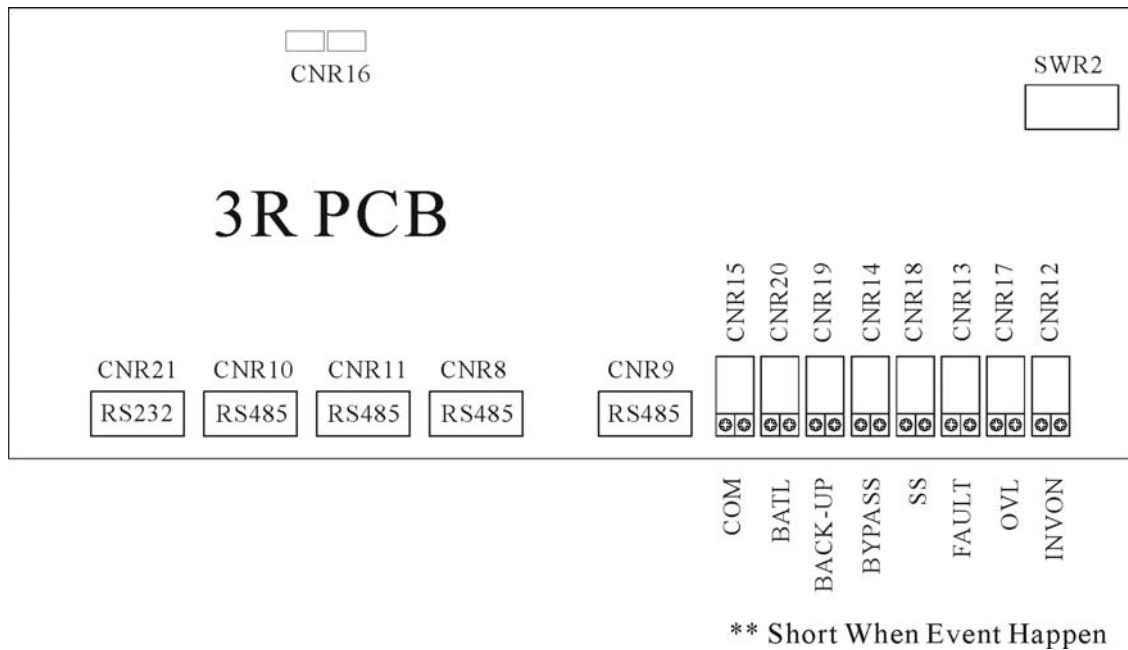 CNR16
SWR2
3R PCB
CNR15 CNR20 CNR19 CNR14 CNR18 CNR13 CNR17 CNR12
CNR21 CNR10 CNR11 CNR8 CNR9
RS232 RS485 RS485 RS485 RS485
COM BATL BACK-UP BYPASS SS FAULT OVL INVON
** Short When Event Happen